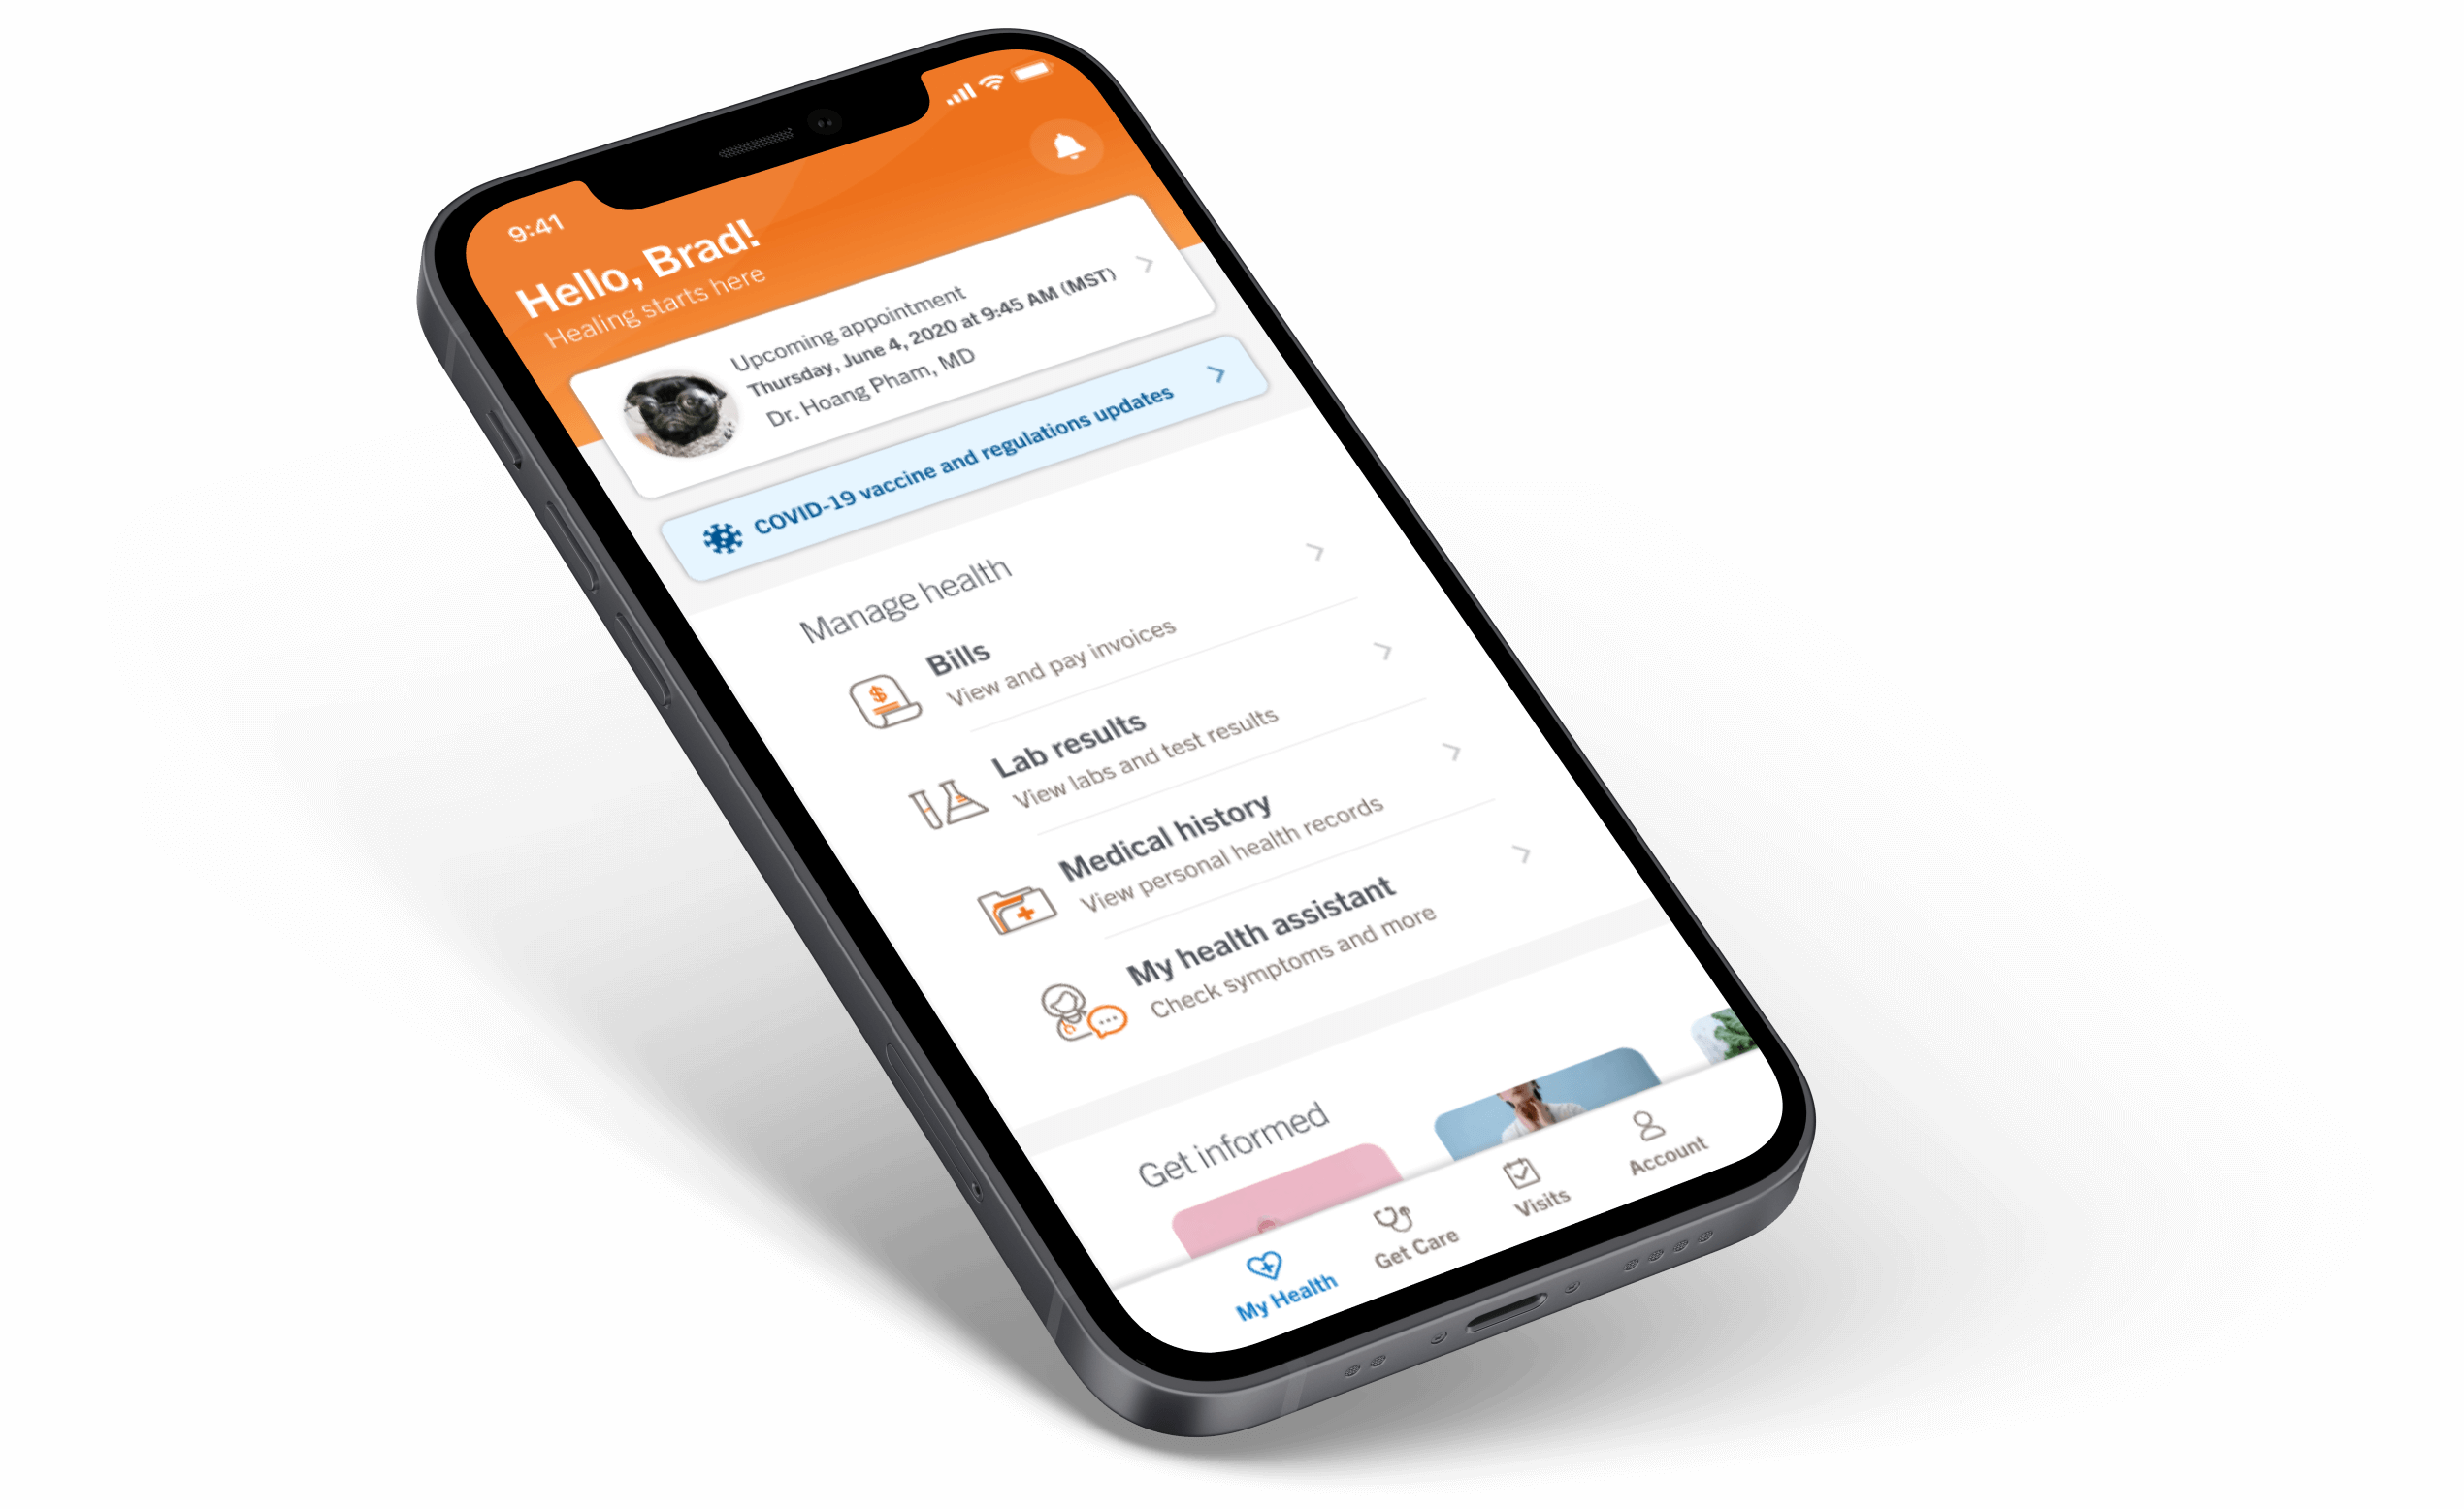 9:41
Hello, Brad!
Healing starts here
Upcoming appointment
Thursday, June 4, 2020 at 9:45 AM (MST)
Dr. Hoang Pham, MD
COVID-19 vaccine and regulations updates
Manage health
Bills
View and pay invoices
Lab results
View labs and test results
Medical history
View personal health records
My health assistant
Check symptoms and more
Get informed
My Health
Get Care
Visits
Account